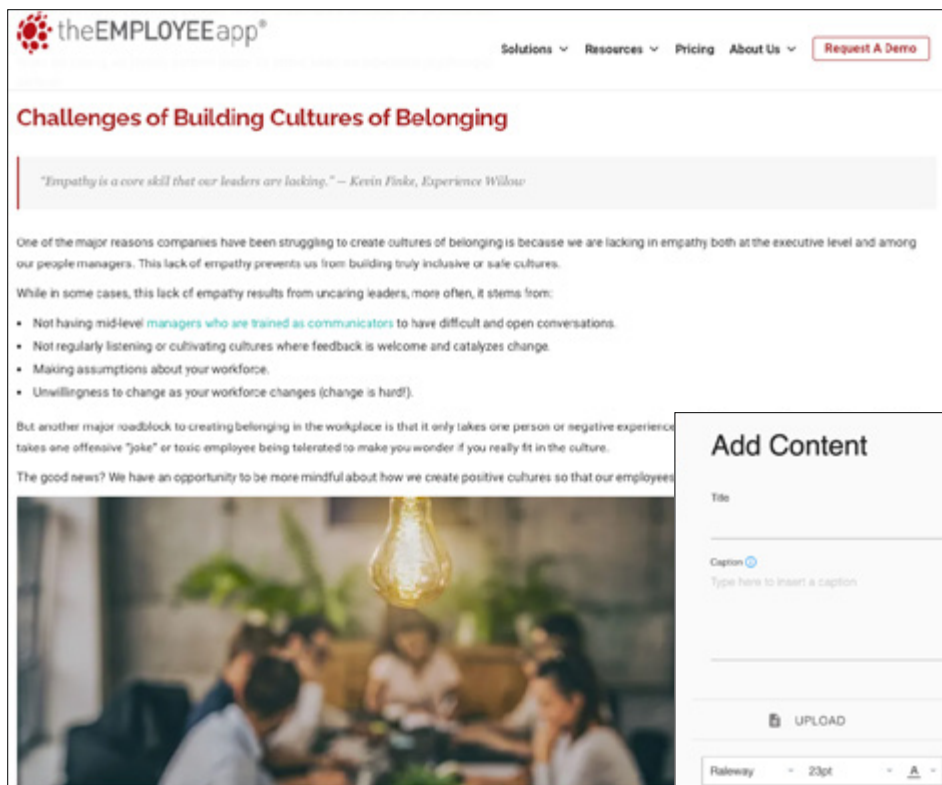 theEMPLOYEEapp®
Solutions Resources Pricing About Us Request A Demo
Challenges of Building Cultures of Belonging
"Empathy is a core skill that our leaders are lacking." – Kevin Finke, Experience Willow
One of the major reasons companies have been struggling to create cultures of belonging is because we are lacking in empathy both at the executive level and among
our people managers. This lack of empathy prevents us from building truly inclusive or safe cultures.
While in some cases, this lack of empathy results from uncaring leaders, more often, it stems from:
• Not having mid-level managers who are trained as communicators to have difficult and open conversations.
• Not regularly listening or cultivating cultures where feedback is welcome and catalyzes change.
• Making assumptions about your workforce.
• Unwillingness to change as your workforce changes (change is hard!).
But another major roadblock to creating belonging in the workplace is that it only takes one person or negative experience
takes one offensive "joke" or toxic employee being tolerated to make you wonder if you really fit in the culture.
The good news? We have an opportunity to be more mindful about how we create positive cultures so that our employees
Add Content
Title
Caption
Type here to insert a caption
UPLOAD
Raleway 23pt A